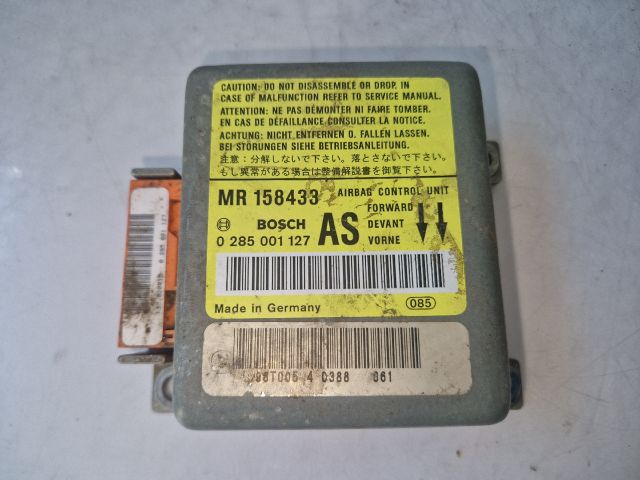 CAUTION: DO NOT DISASSEMBLE OR DROP. IN
CASE OF MALFUNCTION REFER TO SERVICE MANUAL.
ATTENTION: NE PAS DÉMONTER NI FAIRE TOMBER.
EN CAS DE DÉFAILLANCE CONSULTER LA NOTICE.
ACHTUNG: NICHT ENTFERNEN O. FALLEN LASSEN.
BEI STÖRUNGEN SIEHE BETRIEBSANLEITUNG.
注意：分解しないで下さい。落とさないで下さい。
もし異常がある場合は整備解説書を御覧下さい。
MR 158433 AIRBAG CONTROL UNIT
FORWARD
BOSCH AS DEVANT
0 285 001 127 VORNE
Made in Germany 085
98T005 4 0388 061
0 285 001 127